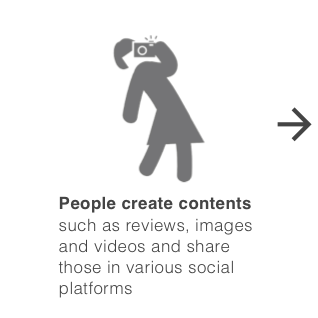 People create contents
such as reviews, images
and videos and share
those in various social
platforms